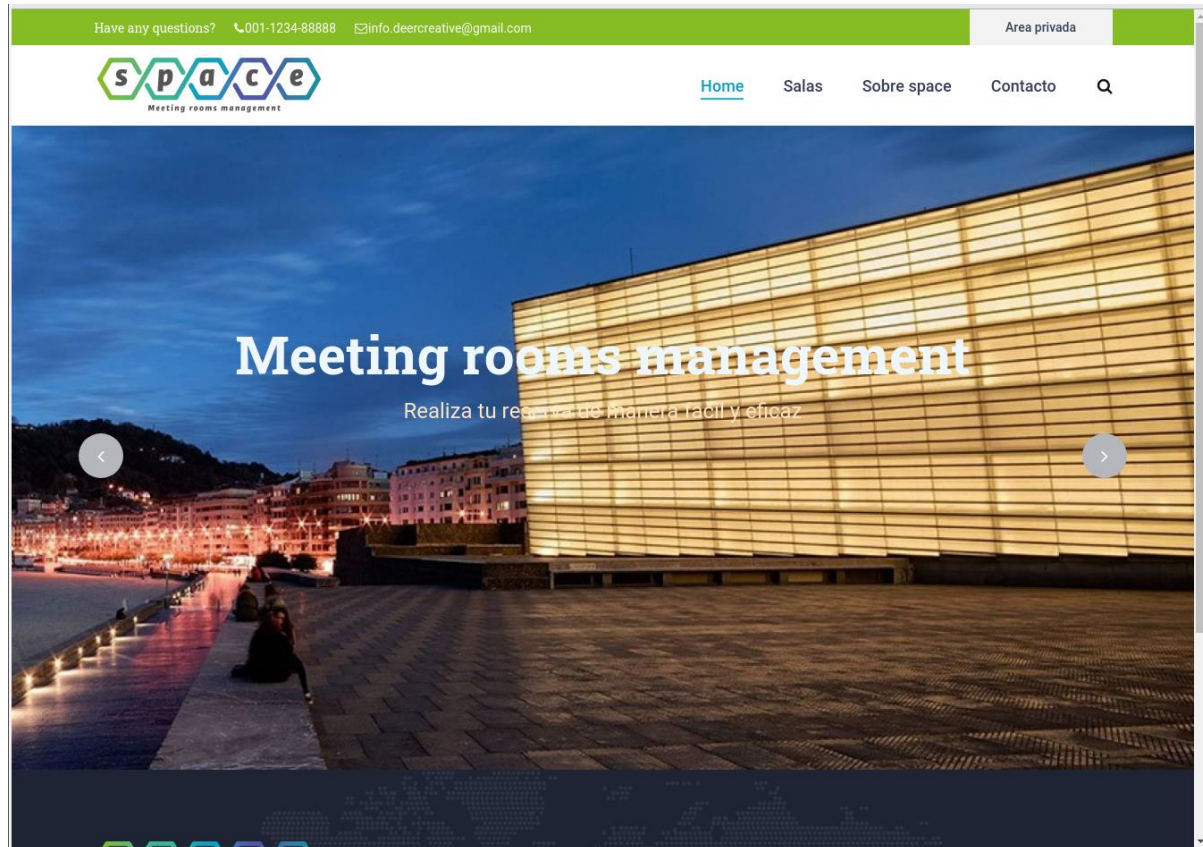 Have any questions? 001-1234-88888 info.deercreative@gmail.com Area privada
space
Meeting rooms management
Home Salas Sobre space Contacto
Meeting rooms management
Realiza tu reserva de manera facil y eficaz